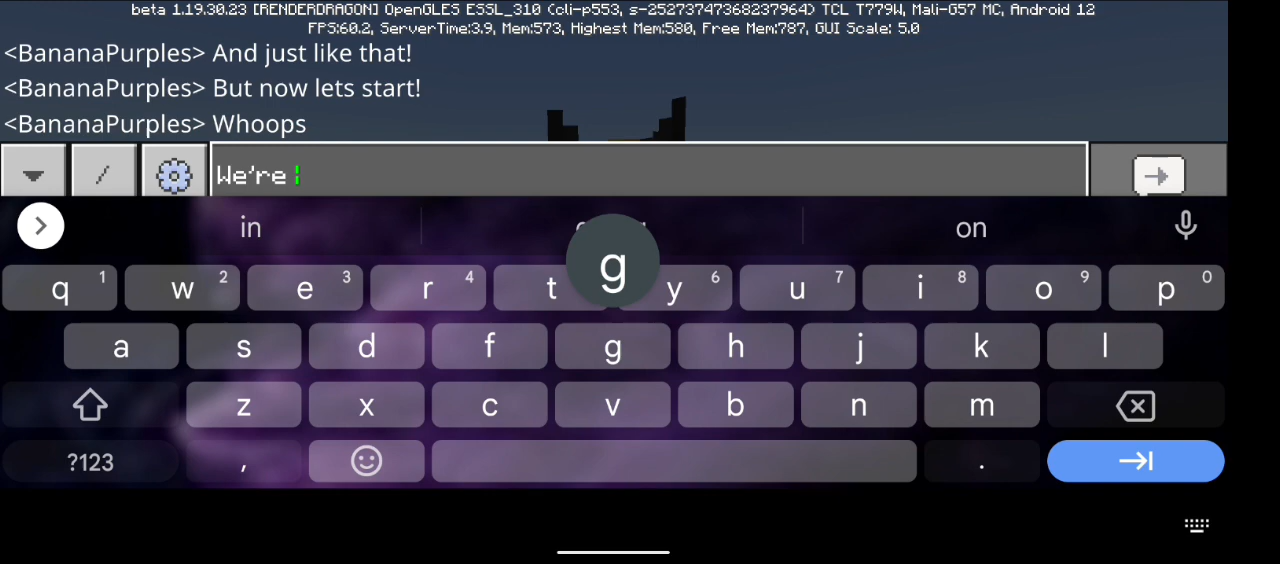 beta 1.19.30.23 [RENDERDRAGON] OpenGLES ESSL_310 (cli-p553, s-2527374736823796​4) TCL T779W, Mali-G57 MC, Android 12
FPS:60.2, ServerTime:3.9, Mem:573, Highest Mem:580, Free Mem:787, GUI Scale: 5.0
<BananaPurples> And just like that!
<BananaPurples> But now lets start!
<BananaPurples> Whoops
/ We're
in on
g
q 1 w 2 e 3 r 4 t y 6 u 7 i 8 o 9 p 0
a s d f g h j k l
z x c v b n m
?123 , .